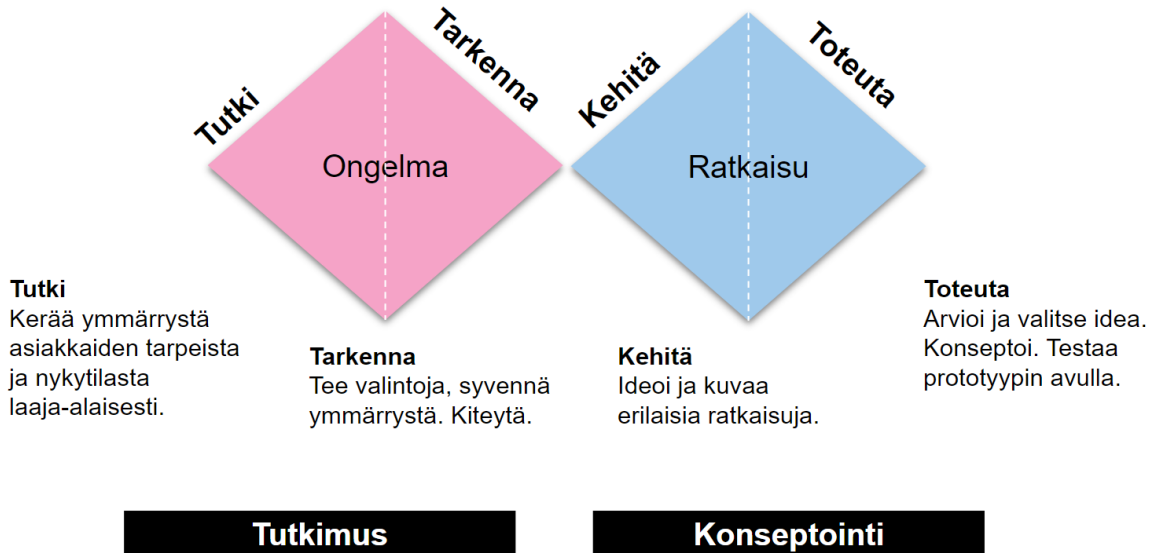 Tutki
Tarkenna
Kehitä
Toteuta
Ongelma
Ratkaisu
Tutki
Kerää ymmärrystä
asiakkaiden tarpeista
ja nykytilasta
laaja-alaisesti.
Tarkenna
Tee valintoja, syvennä
ymmärrystä. Kiteytä.
Kehitä
Ideoi ja kuvaa
erilaisia ratkaisuja.
Toteuta
Arvioi ja valitse idea.
Konseptoi. Testaa
prototyypin avulla.
Tutkimus
Konseptointi